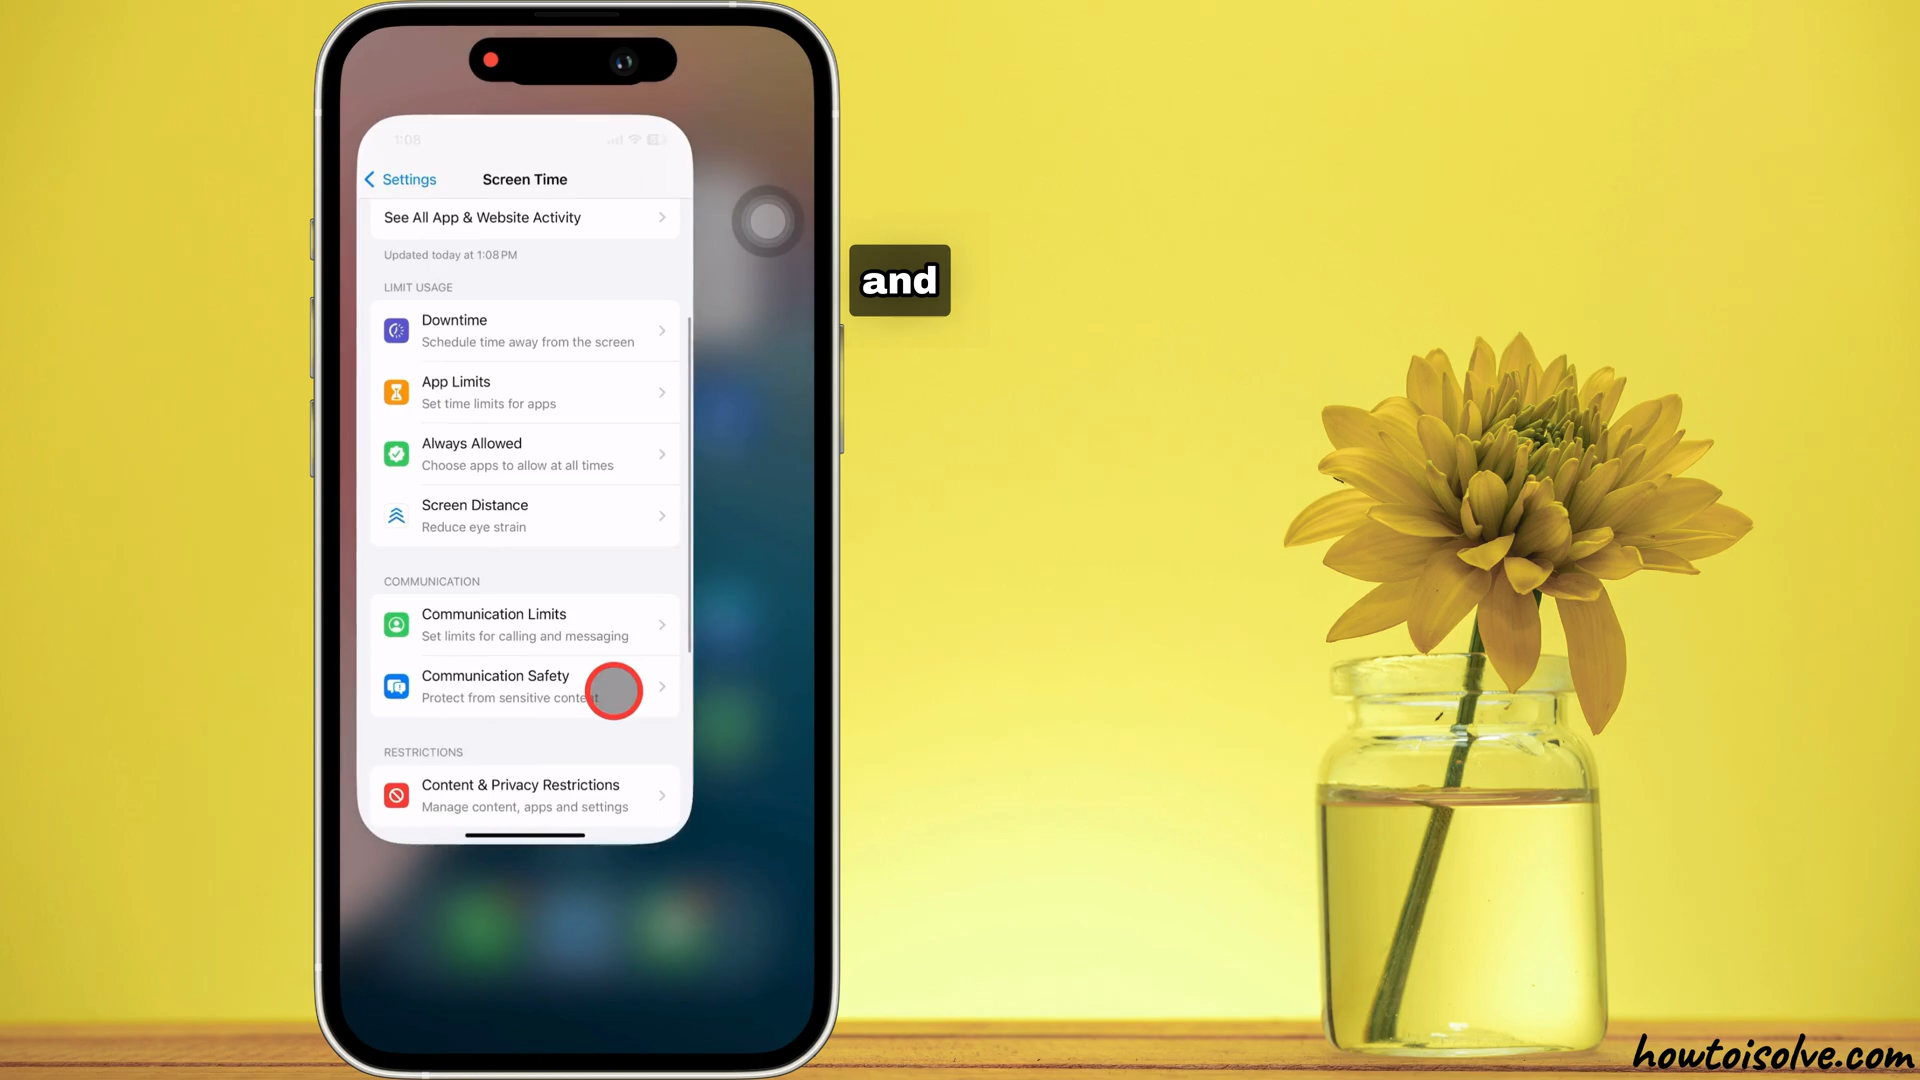 1:08
Settings
Screen Time
See All App & Website Activity
Updated today at 1:08 PM
LIMIT USAGE
Downtime
Schedule time away from the screen
App Limits
Set time limits for apps
Always Allowed
Choose apps to allow at all times
Screen Distance
Reduce eye strain
COMMUNICATION
Communication Limits
Set limits for calling and messaging
Communication Safety
Protect from sensitive content
RESTRICTIONS
Content & Privacy Restrictions
Manage content, apps and settings
and
howtoisolve.com